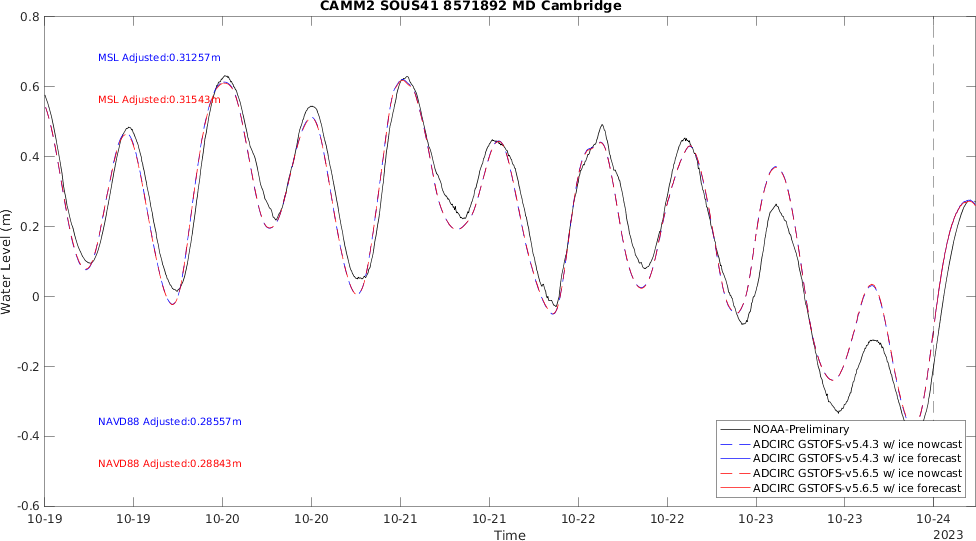 CAMM2 SOUS41 8571892 MD Cambridge
0.8
MSL Adjusted:0.31257m
0.6
MSL Adjusted:0.31543m
0.4
0.2
Water Level (m)
0
-0.2
NAVD88 Adjusted:0.28557m
NOAA-Preliminary
-0.4
ADCIRC GSTOFS-v5.4.3 w/ ice nowcast
ADCIRC GSTOFS-v5.4.3 w/ ice forecast
NAVD88 Adjusted:0.28843m
ADCIRC GSTOFS-v5.6.5 w/ ice nowcast
ADCIRC GSTOFS-v5.6.5 w/ ice forecast
-0.6
10-19 10-19 10-20 10-20 10-21 10-21 10-22 10-22 10-23 10-23 10-24
Time
2023